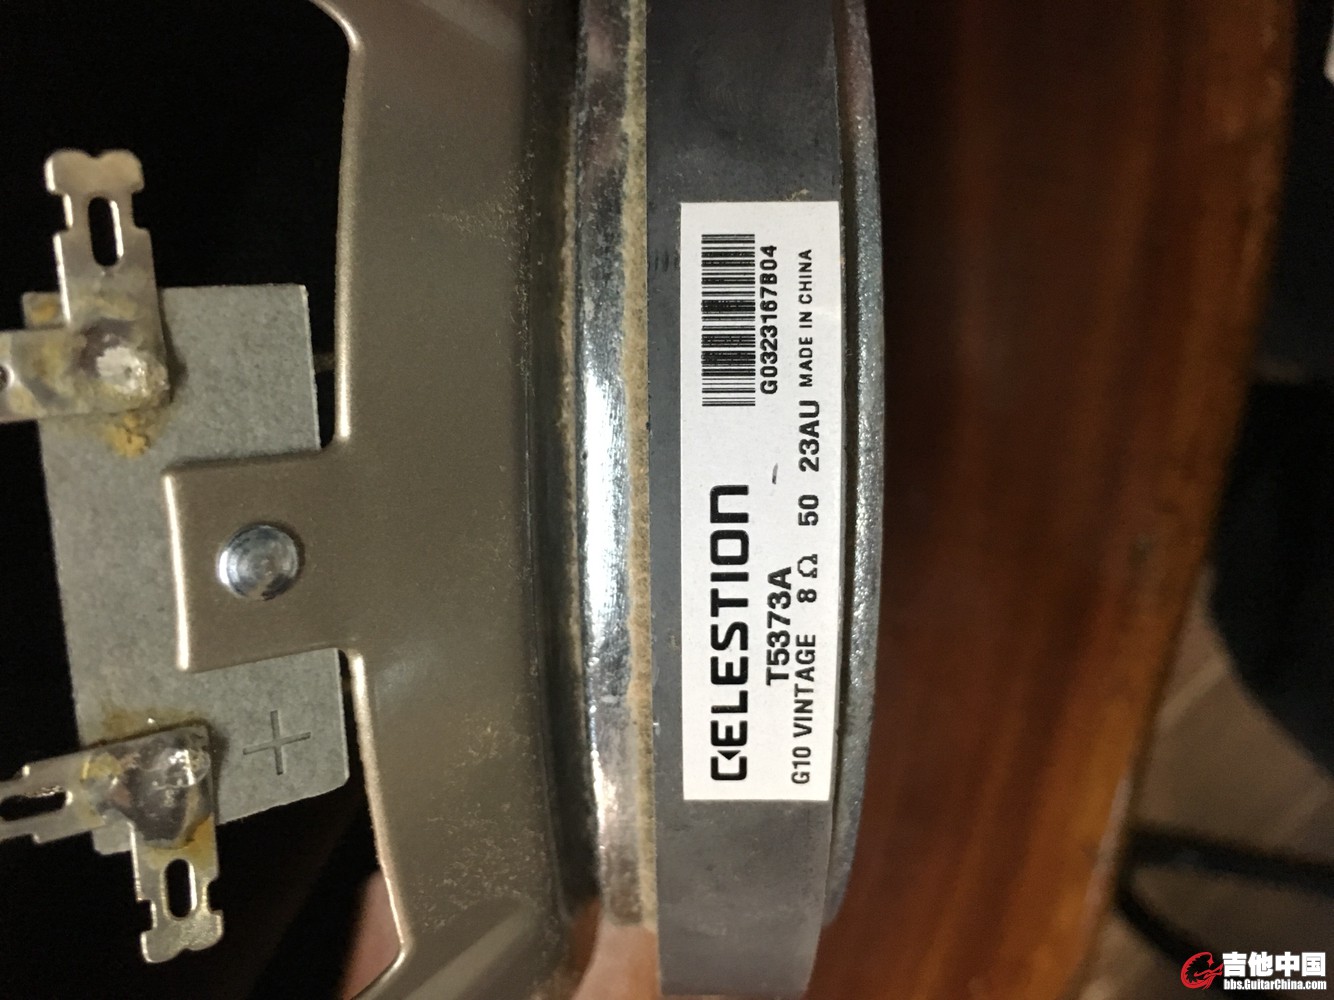 CELESTION
G0323167B04
T5373A
G10 VINTAGE 8 Ω 50 23AU MADE IN CHINA
+
吉他中国
bbs.GuitarChina.com